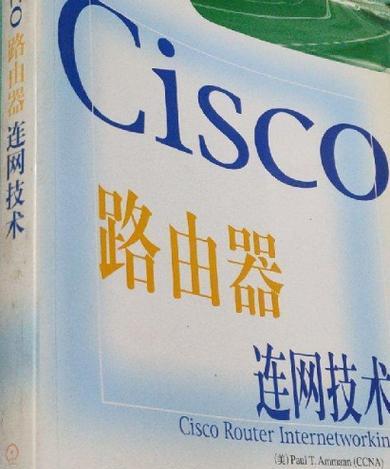 CO 路由器 连网技术
Cisco
路由器
连网技术
Cisco Router Internetworkin
(美) Paul T. Ammann (CCNA)